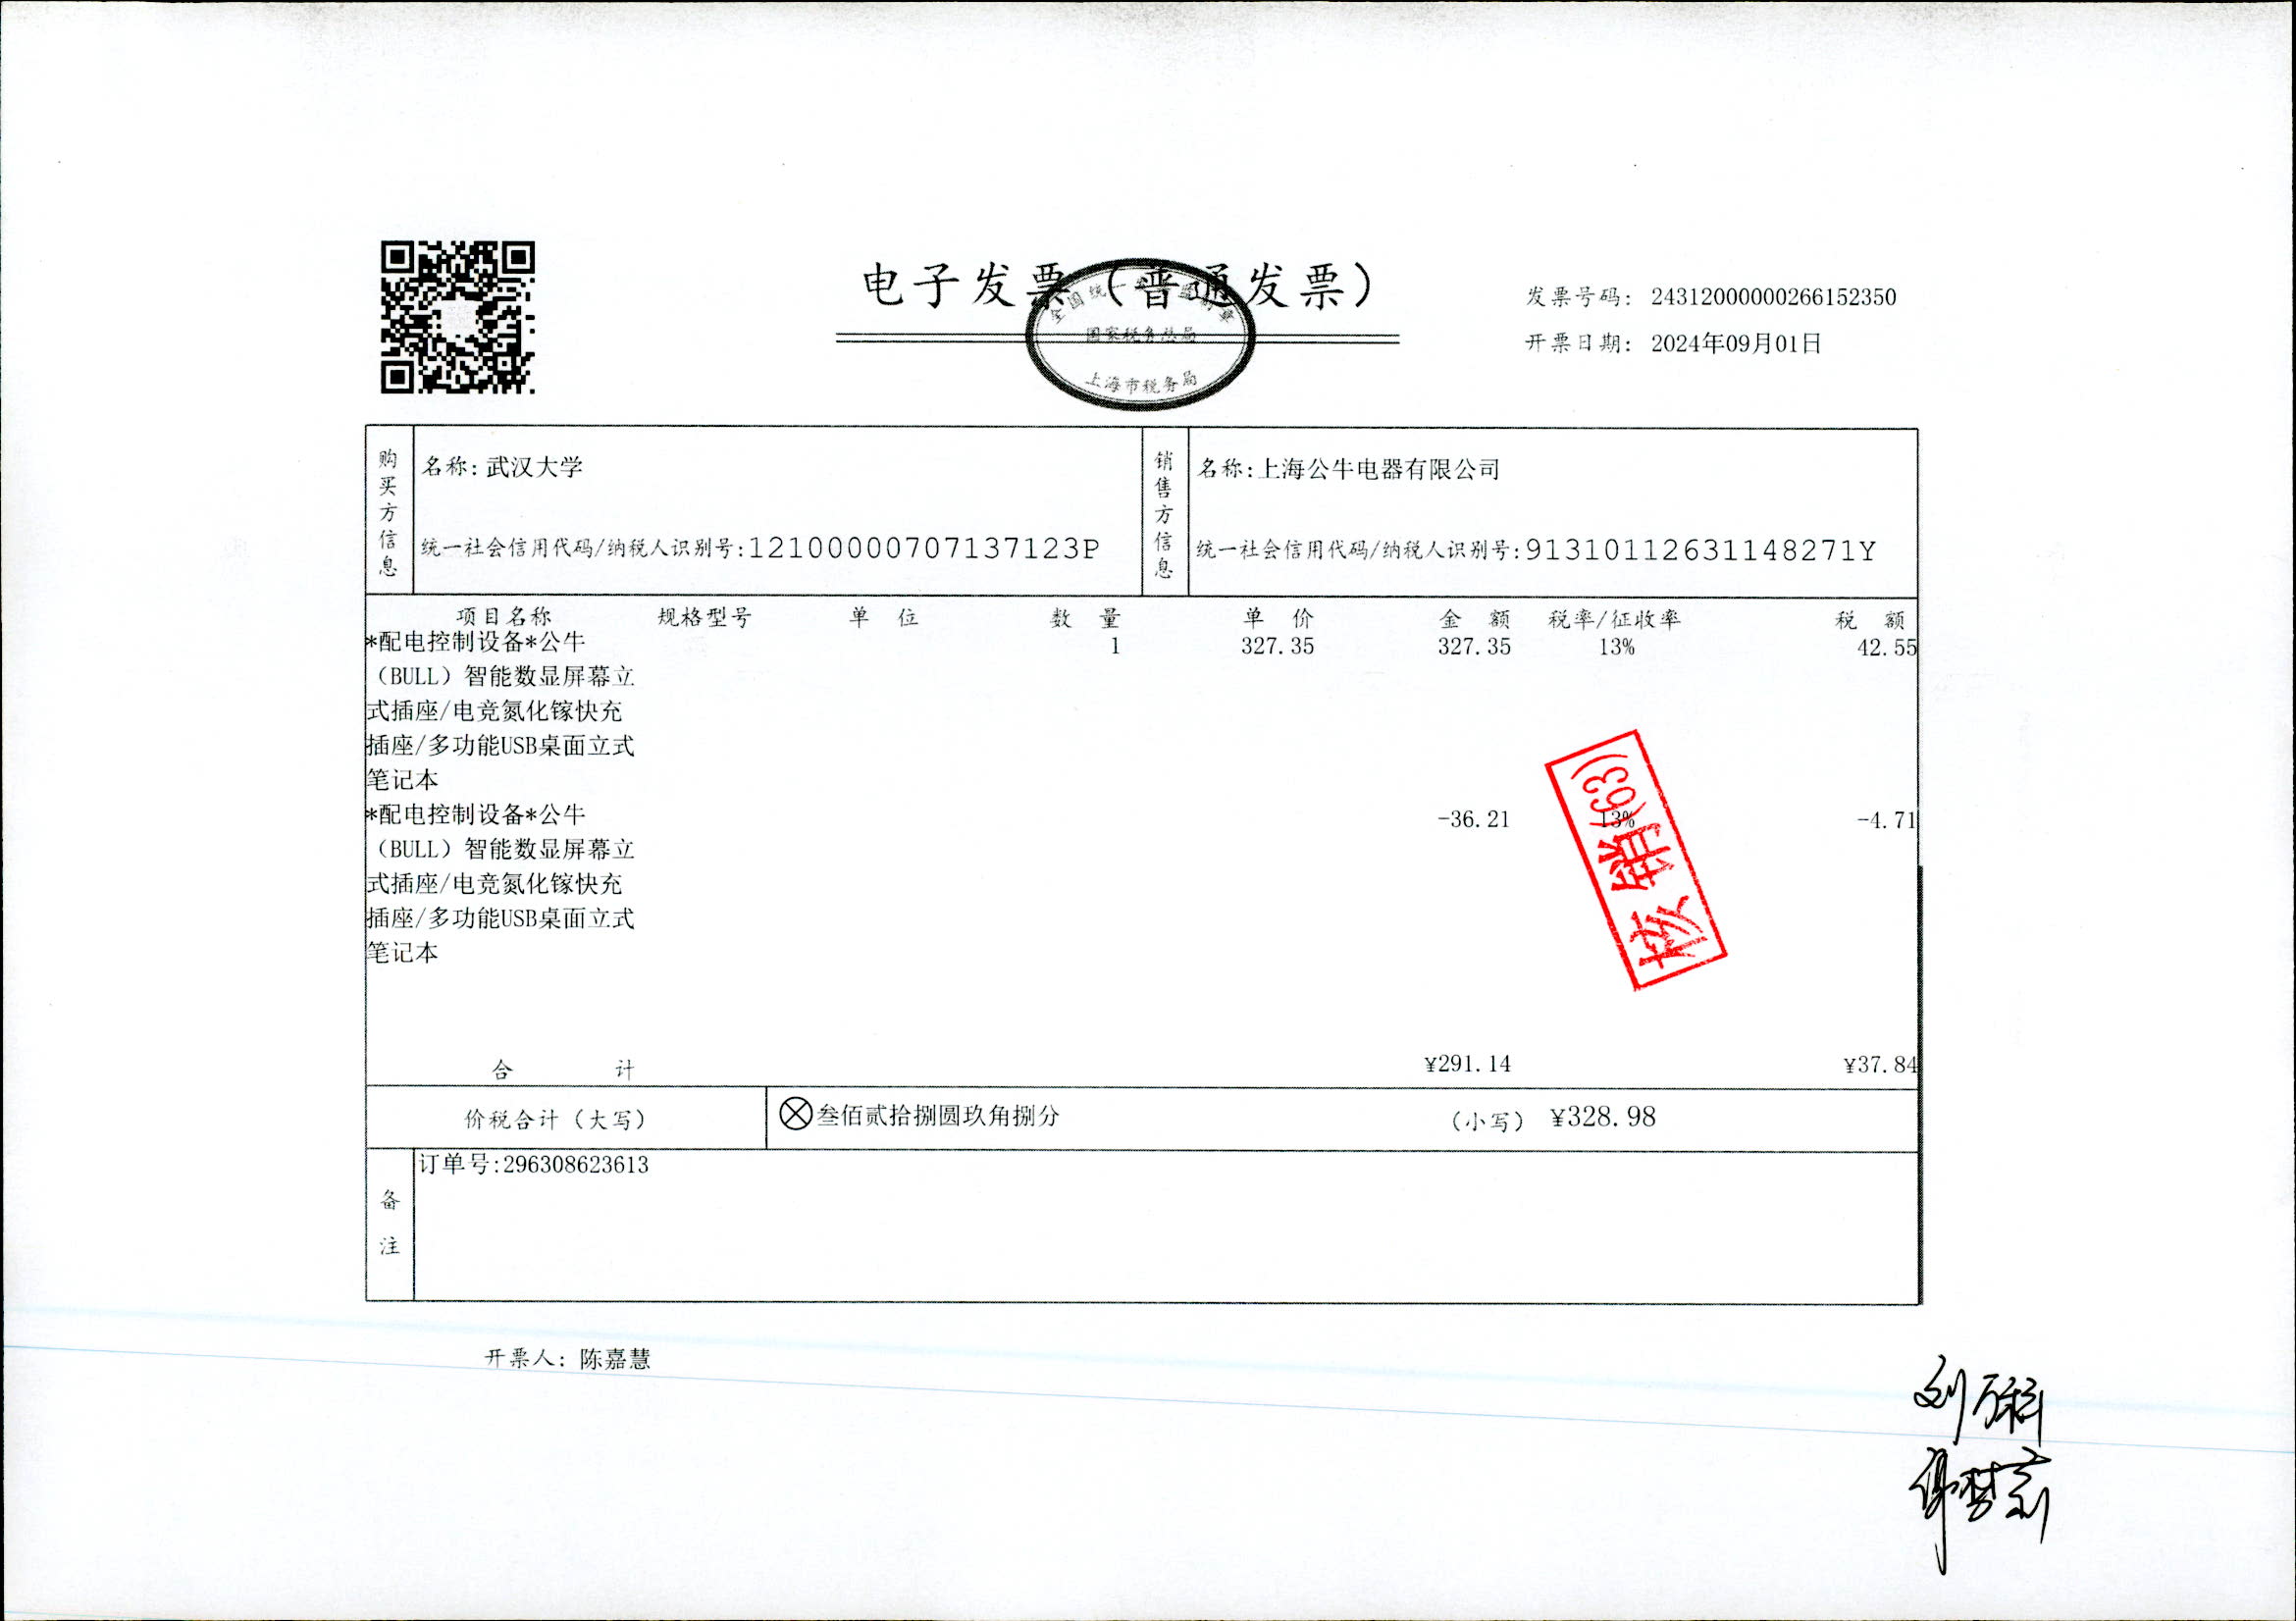 电子发票（普通发票）
全国统一发票监制章
国家税务总局
上海市税务局
发票号码：24312000000266152350
开票日期：2024年09月01日
购买方信息
名称：武汉大学
统一社会信用代码/纳税人识别号：12100000707137123P
销售方信息
名称：上海公牛电器有限公司
统一社会信用代码/纳税人识别号：91310112631148271Y
项目名称 规格型号 单位 数量 单价 金额 税率/征收率 税额
*配电控制设备*公牛 1 327.35 327.35 13% 42.55
（BULL）智能数显屏幕立
式插座/电竞氮化镓快充
插座/多功能USB桌面立式
笔记本
*配电控制设备*公牛 -36.21 13% -4.71
（BULL）智能数显屏幕立
式插座/电竞氮化镓快充
插座/多功能USB桌面立式
笔记本
核销(63)
合计 ¥291.14 ¥37.84
价税合计（大写） 叁佰贰拾捌圆玖角捌分 （小写） ¥328.98
备注
订单号:296308623613
开票人：陈嘉慧